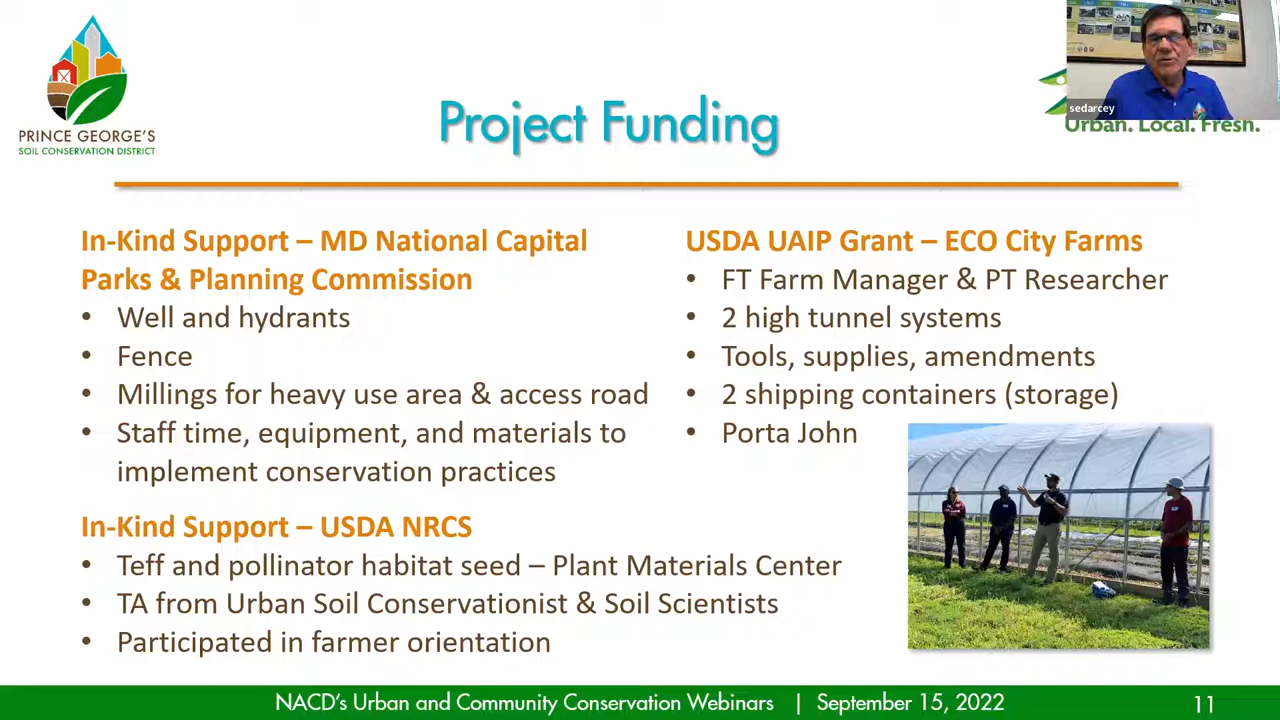 PRINCE GEORGE'S
SOIL CONSERVATION DISTRICT
sedarcey
Urban. Local. Fresh.
Project Funding
In-Kind Support – MD National Capital
Parks & Planning Commission
• Well and hydrants
• Fence
• Millings for heavy use area & access road
• Staff time, equipment, and materials to
implement conservation practices
In-Kind Support – USDA NRCS
• Teff and pollinator habitat seed – Plant Materials Center
• TA from Urban Soil Conservationist & Soil Scientists
• Participated in farmer orientation
USDA UAIP Grant – ECO City Farms
• FT Farm Manager & PT Researcher
• 2 high tunnel systems
• Tools, supplies, amendments
• 2 shipping containers (storage)
• Porta John
NACD's Urban and Community Conservation Webinars | September 15, 2022
11